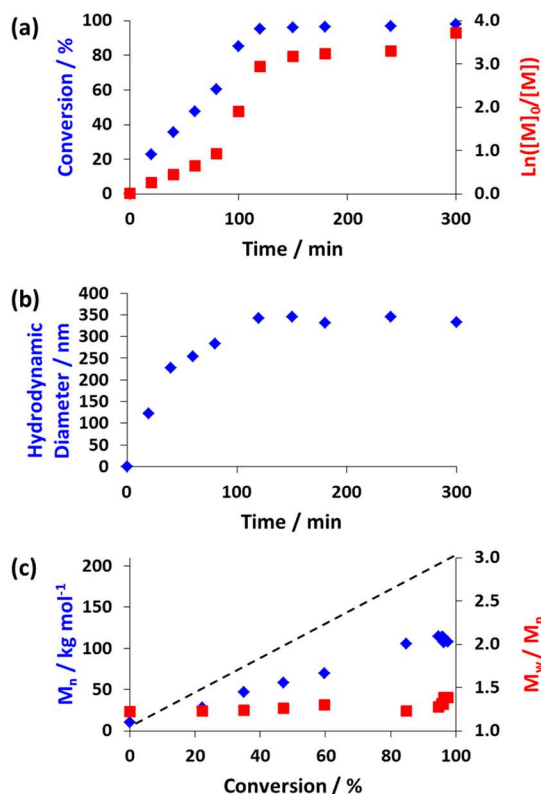 (a)
Conversion / %
100
80
60
40
20
0
4.0
3.0
2.0
1.0
0.0
Ln([M]₀/[M])
0 100 200 300
Time / min
(b)
Hydrodynamic
Diameter / nm
400
350
300
250
200
150
100
50
0
0 100 200 300
Time / min
(c)
Mₙ / kg mol⁻¹
200
150
100
50
0
3.0
2.5
2.0
1.5
1.0
M_w / Mₙ
0 20 40 60 80 100
Conversion / %